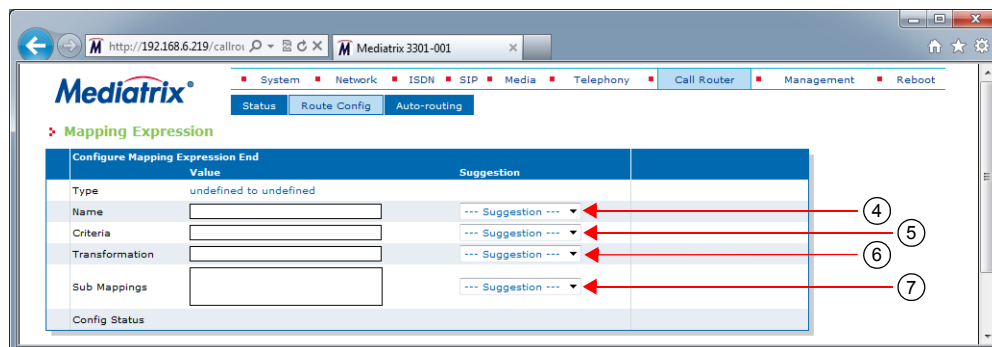 http://192.168.6.219/callrou
Mediatrix 3301-001
Mediatrix®
System Network ISDN SIP Media Telephony Call Router Management Reboot
Status Route Config Auto-routing
Mapping Expression
Configure Mapping Expression End
Value Suggestion
Type undefined to undefined
Name --- Suggestion --- 4
Criteria --- Suggestion --- 5
Transformation --- Suggestion --- 6
Sub Mappings --- Suggestion --- 7
Config Status